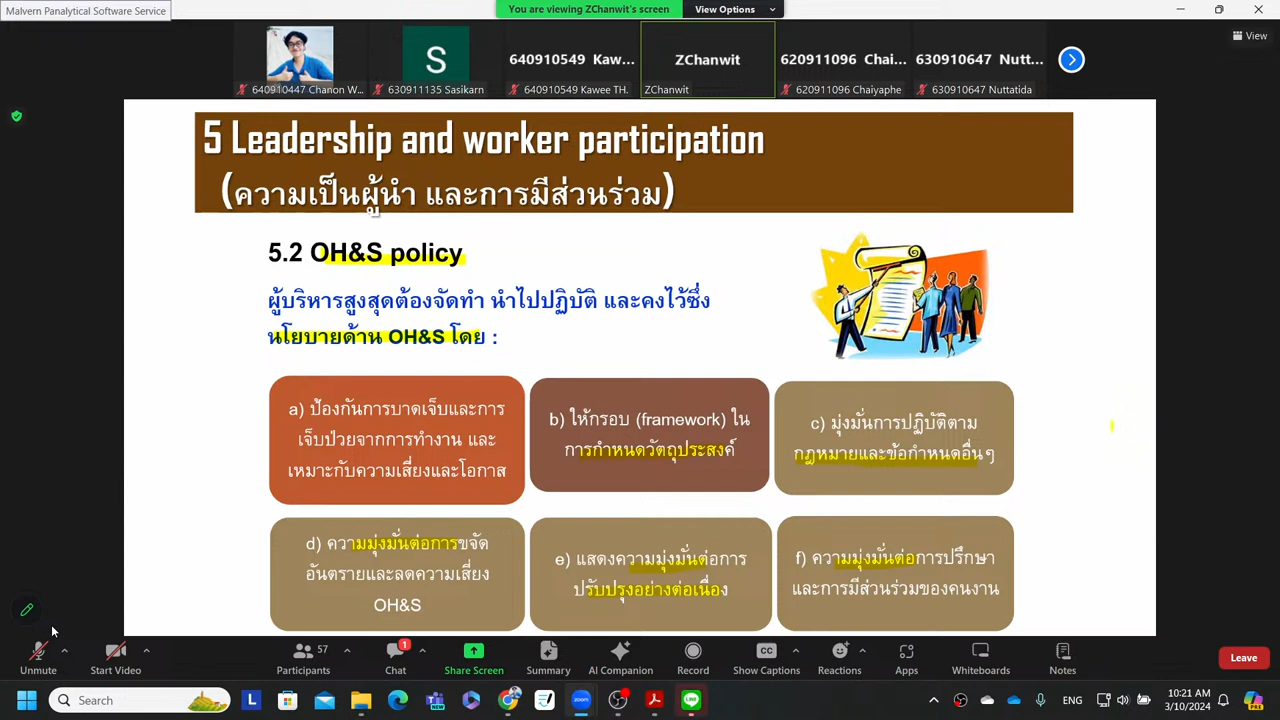 Malvern Panalytical Software Service
You are viewing ZChanwit's screen
View Options
View
S
640910549 Kaw...
ZChanwit
620911096 Chai...
630910647 Nutt...
640910447 Chanon W...
630911135 Sasikarn
640910549 Kawee TH.
ZChanwit
620911096 Chaiyaphe
630910647 Nuttatida
5 Leadership and worker participation
(ความเป็นผู้นำ และการมีส่วนร่วม)
5.2 OH&S policy
ผู้บริหารสูงสุดต้องจัดทำ นำไปปฏิบัติ และคงไว้ซึ่ง
นโยบายด้าน OH&S โดย :
a) ป้องกันการบาดเจ็บและการ
เจ็บป่วยจากการทำงาน และ
เหมาะกับความเสี่ยงและโอกาส
b) ให้กรอบ (framework) ใน
การกำหนดวัตถุประสงค์
c) มุ่งมั่นการปฏิบัติตาม
กฎหมายและข้อกำหนดอื่นๆ
d) ความมุ่งมั่นต่อการขจัด
อันตรายและลดความเสี่ยง
OH&S
e) แสดงความมุ่งมั่นต่อการ
ปรับปรุงอย่างต่อเนื่อง
f) ความมุ่งมั่นต่อการปรึกษา
และการมีส่วนร่วมของคนงาน
Unmute
Start Video
57
Participants
1
Chat
Share Screen
Summary
AI Companion
Record
CC
Show Captions
Reactions
Apps
Whiteboards
Notes
Leave
Search
L
ENG
10:21 AM
3/10/2024